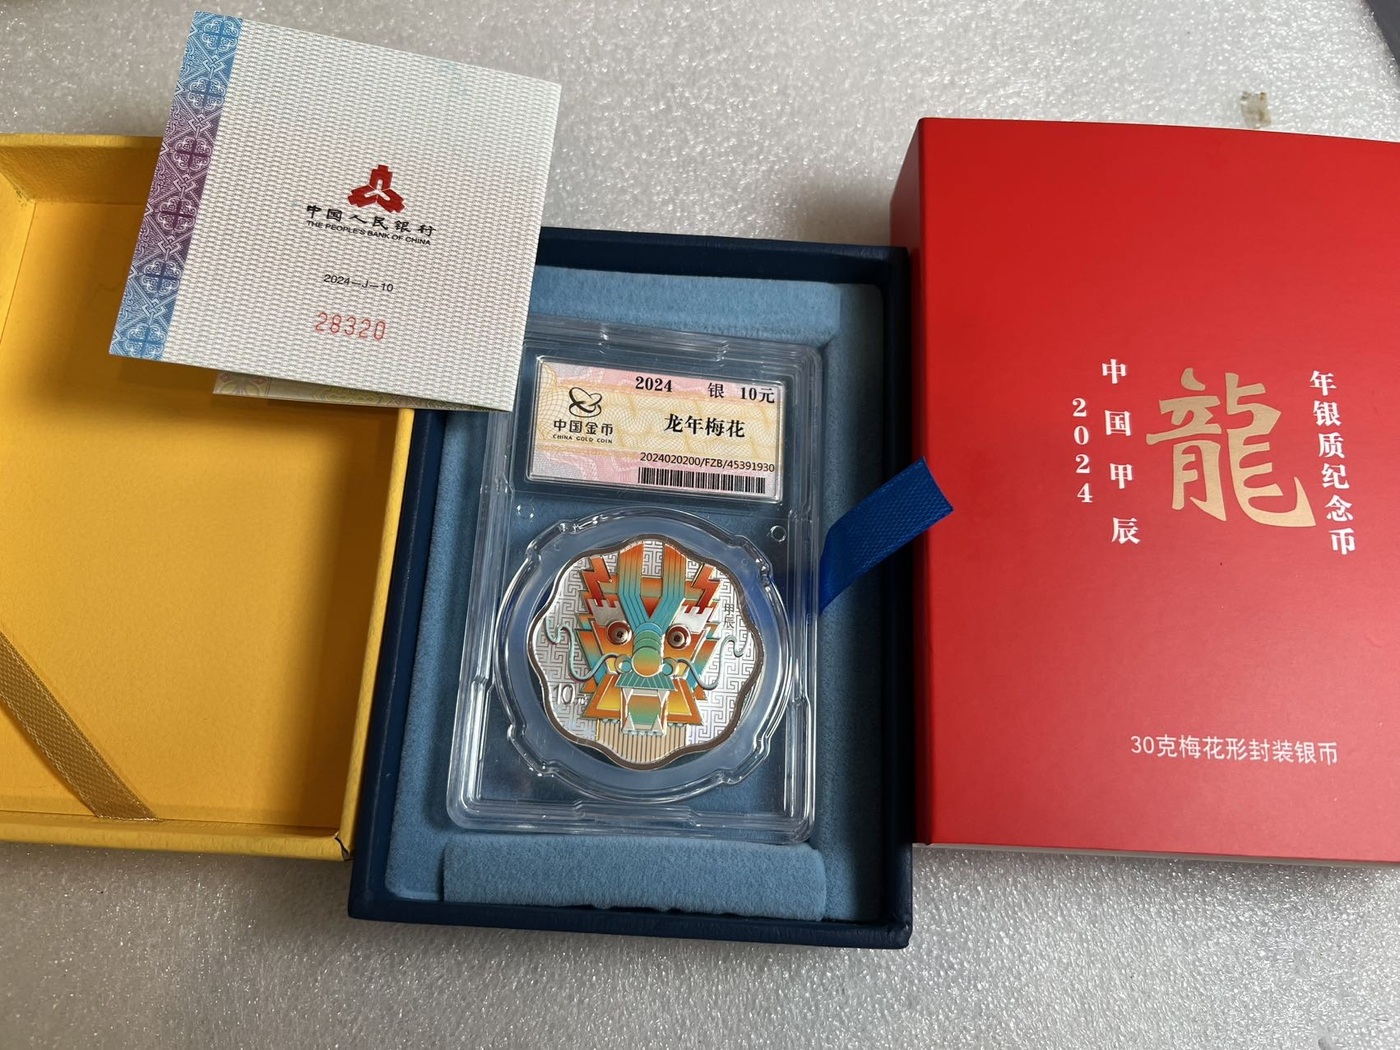 中国人民银行
THE PEOPLE'S BANK OF CHINA
2024—J—10
28320
2024 银 10元
中国金币
CHINA GOLD COIN
龙年梅花
2024020200/FZB/45391930
甲辰
10元
中国甲辰
2024
龍
年银质纪念币
30克梅花形封装银币